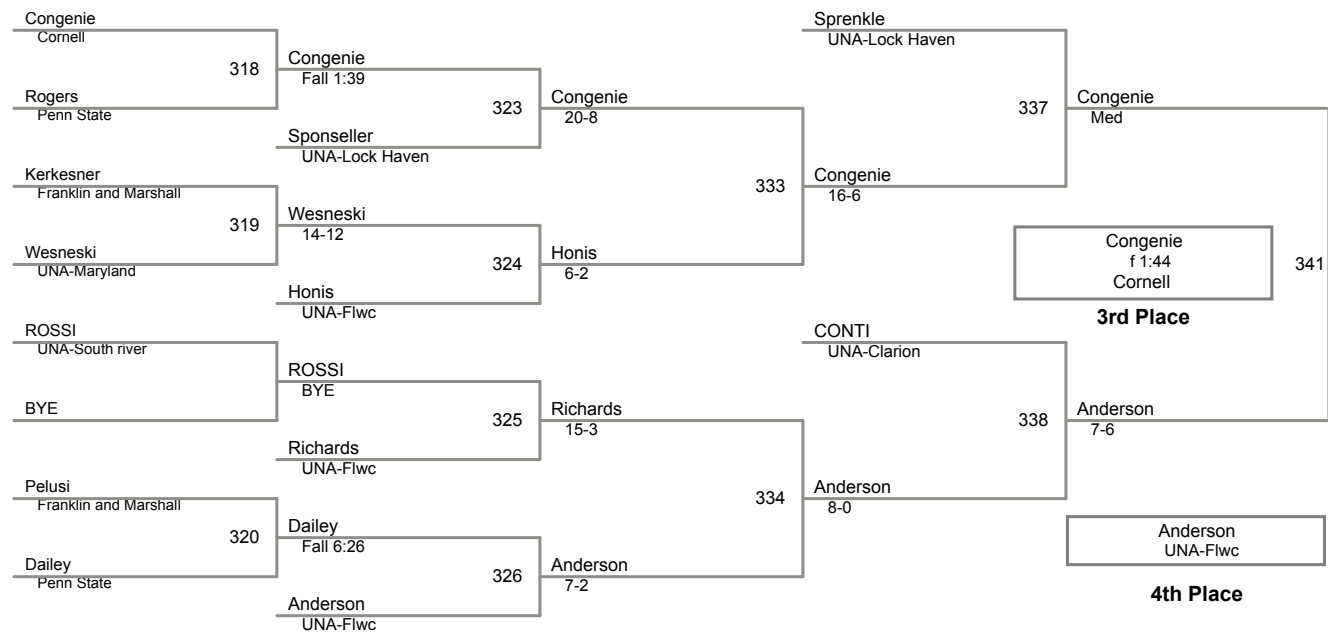 Congenie
Cornell
318
Rogers
Penn State
Kerkesner
Franklin and Marshall
319
Wesneski
UNA-Maryland
ROSSI
UNA-South river
BYE
Pelusi
Franklin and Marshall
320
Dailey
Penn State
Congenie
Fall 1:39
323
Sponseller
UNA-Lock Haven
Wesneski
14-12
324
Honis
UNA-Flwc
ROSSI
BYE
325
Richards
UNA-Flwc
Dailey
Fall 6:26
326
Anderson
UNA-Flwc
Congenie
20-8
333
Honis
6-2
Richards
15-3
334
Anderson
7-2
Sprenkle
UNA-Lock Haven
337
Congenie
16-6
CONTI
UNA-Clarion
338
Anderson
8-0
Congenie
Med
341
Anderson
7-6
Congenie
f 1:44
Cornell
3rd Place
Anderson
UNA-Flwc
4th Place